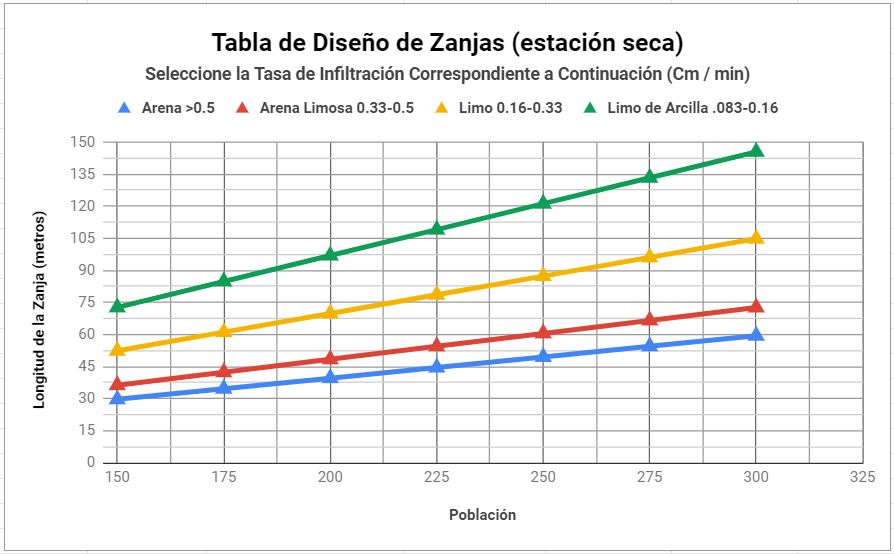 Tabla de Diseño de Zanjas (estación seca)
Seleccione la Tasa de Infiltración Correspondiente a Continuación (Cm / min)
Arena >0.5 Arena Limosa 0.33-0.5 Limo 0.16-0.33 Limo de Arcilla .083-0.16
Longitud de la Zanja (metros)
150
135
120
105
90
75
60
45
30
15
0
150 175 200 225 250 275 300 325
Población